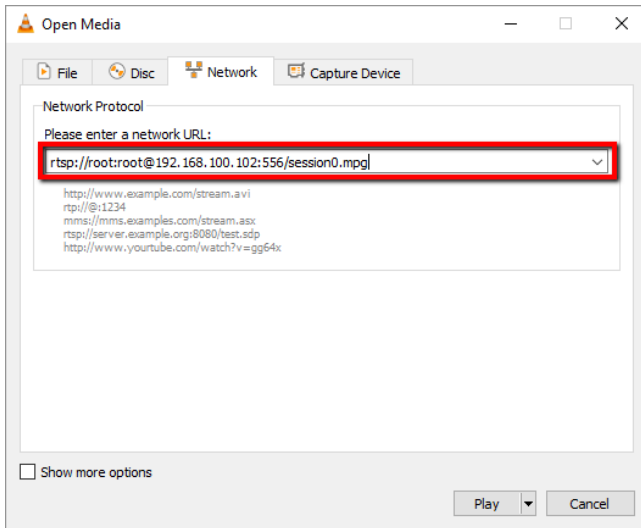 Open Media
File Disc Network Capture Device
Network Protocol
Please enter a network URL:
rtsp://root:root@192.168.100.102:556/session0.mpg
http://www.example.com/stream.avi
rtp://@:1234
mms://mms.examples.com/stream.asx
rtsp://server.example.org:8080/test.sdp
http://www.yourtube.com/watch?v=gg64x
Show more options
Play Cancel